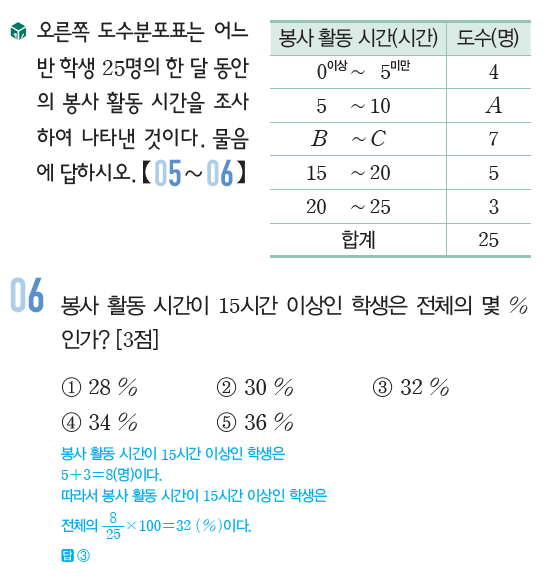 오른쪽 도수분포표는 어느
반 학생 25명의 한 달 동안
의 봉사 활동 시간을 조사
하여 나타낸 것이다. 물음
에 답하시오.【05~06】
봉사 활동 시간(시간) 도수(명)
0이상 ~ 5미만 4
5 ~ 10 A
B ~ C 7
15 ~ 20 5
20 ~ 25 3
합계 25
06
봉사 활동 시간이 15시간 이상인 학생은 전체의 몇 %
인가? [3점]
① 28 % ② 30 % ③ 32 %
④ 34 % ⑤ 36 %
봉사 활동 시간이 15시간 이상인 학생은
5+3=8(명)이다.
따라서 봉사 활동 시간이 15시간 이상인 학생은
전체의 8/25×100=32 (%)이다.
답 ③